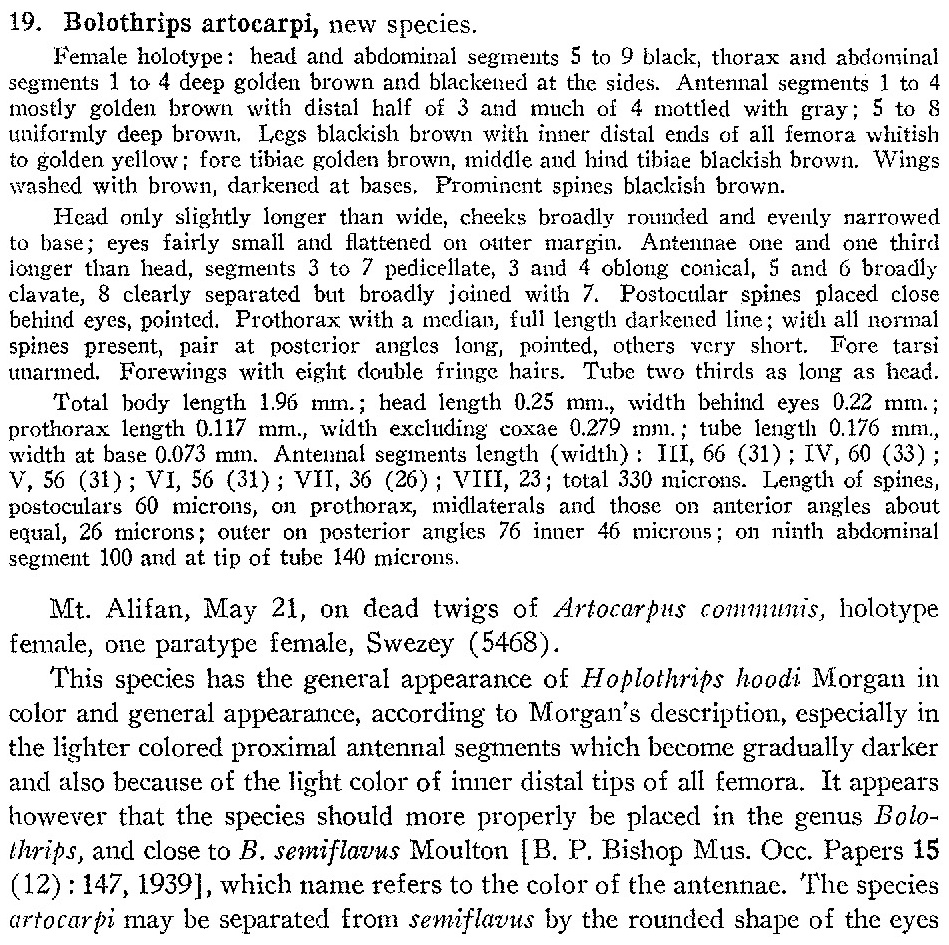 19. Bolothrips artocarpi, new species.
Female holotype: head and abdominal segments 5 to 9 black, thorax and abdominal
segments 1 to 4 deep golden brown and blackened at the sides. Antennal segments 1 to 4
mostly golden brown with distal half of 3 and much of 4 mottled with gray; 5 to 8
uniformly deep brown. Legs blackish brown with inner distal ends of all femora whitish
to golden yellow; fore tibiae golden brown, middle and hind tibiae blackish brown. Wings
washed with brown, darkened at bases. Prominent spines blackish brown.
Head only slightly longer than wide, cheeks broadly rounded and evenly narrowed
to base; eyes fairly small and flattened on outer margin. Antennae one and one third
longer than head, segments 3 to 7 pedicellate, 3 and 4 oblong conical, 5 and 6 broadly
clavate, 8 clearly separated but broadly joined with 7. Postocular spines placed close
behind eyes, pointed. Prothorax with a median, full length darkened line; with all normal
spines present, pair at posterior angles long, pointed, others very short. Fore tarsi
unarmed. Forewings with eight double fringe hairs. Tube two thirds as long as head.
Total body length 1.96 mm.; head length 0.25 mm., width behind eyes 0.22 mm.;
prothorax length 0.117 mm., width excluding coxae 0.279 mm.; tube length 0.176 mm.,
width at base 0.073 mm. Antennal segments length (width): III, 66 (31); IV, 60 (33);
V, 56 (31); VI, 56 (31); VII, 36 (26); VIII, 23; total 330 microns. Length of spines,
postoculars 60 microns, on prothorax, midlaterals and those on anterior angles about
equal, 26 microns; outer on posterior angles 76 inner 46 microns; on ninth abdominal
segment 100 and at tip of tube 140 microns.
Mt. Alifan, May 21, on dead twigs of Artocarpus communis, holotype
female, one paratype female, Swezey (5468).
This species has the general appearance of Hoplothrips hoodi Morgan in
color and general appearance, according to Morgan's description, especially in
the lighter colored proximal antennal segments which become gradually darker
and also because of the light color of inner distal tips of all femora. It appears
however that the species should more properly be placed in the genus Bolo-
thrips, and close to B. semiflavus Moulton [B. P. Bishop Mus. Occ. Papers 15
(12): 147, 1939], which name refers to the color of the antennae. The species
artocarpi may be separated from semiflavus by the rounded shape of the eyes